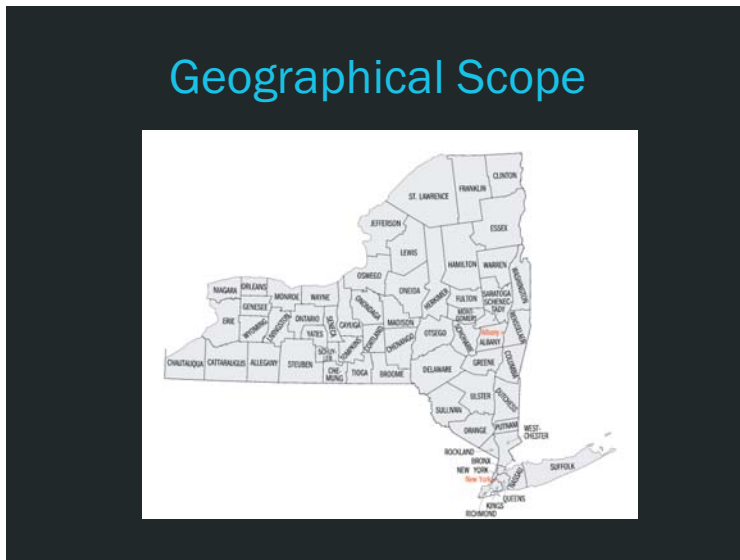 Geographical Scope
CLINTON
FRANKLIN
ST. LAWRENCE
JEFFERSON
ESSEX
LEWIS
HAMILTON
WARREN
WASHINGTON
OSWEGO
ONEIDA
HERKIMER
FULTON
SARATOGA
SCHENEC-
TADY
NIAGARA
ORLEANS
MONROE
WAYNE
GENESEE
ONONDAGA
MONT-
GOMERY
ERIE
WYOMING
LIVINGSTON
ONTARIO
SENECA
CAYUGA
MADISON
OTSEGO
SCHOHARIE
Albany
ALBANY
RENSSELAER
YATES
TOMPKINS
CORTLAND
CHENANGO
SCHUY-
LER
CHAUTAUQUA
CATTARAUGUS
ALLEGANY
STEUBEN
CHE-
MUNG
TIOGA
BROOME
DELAWARE
GREENE
COLUMBIA
ULSTER
DUTCHESS
SULLIVAN
ORANGE
PUTNAM
WEST-
CHESTER
ROCKLAND
BRONX
NEW YORK
New York
NASSAU
SUFFOLK
QUEENS
KINGS
RICHMOND